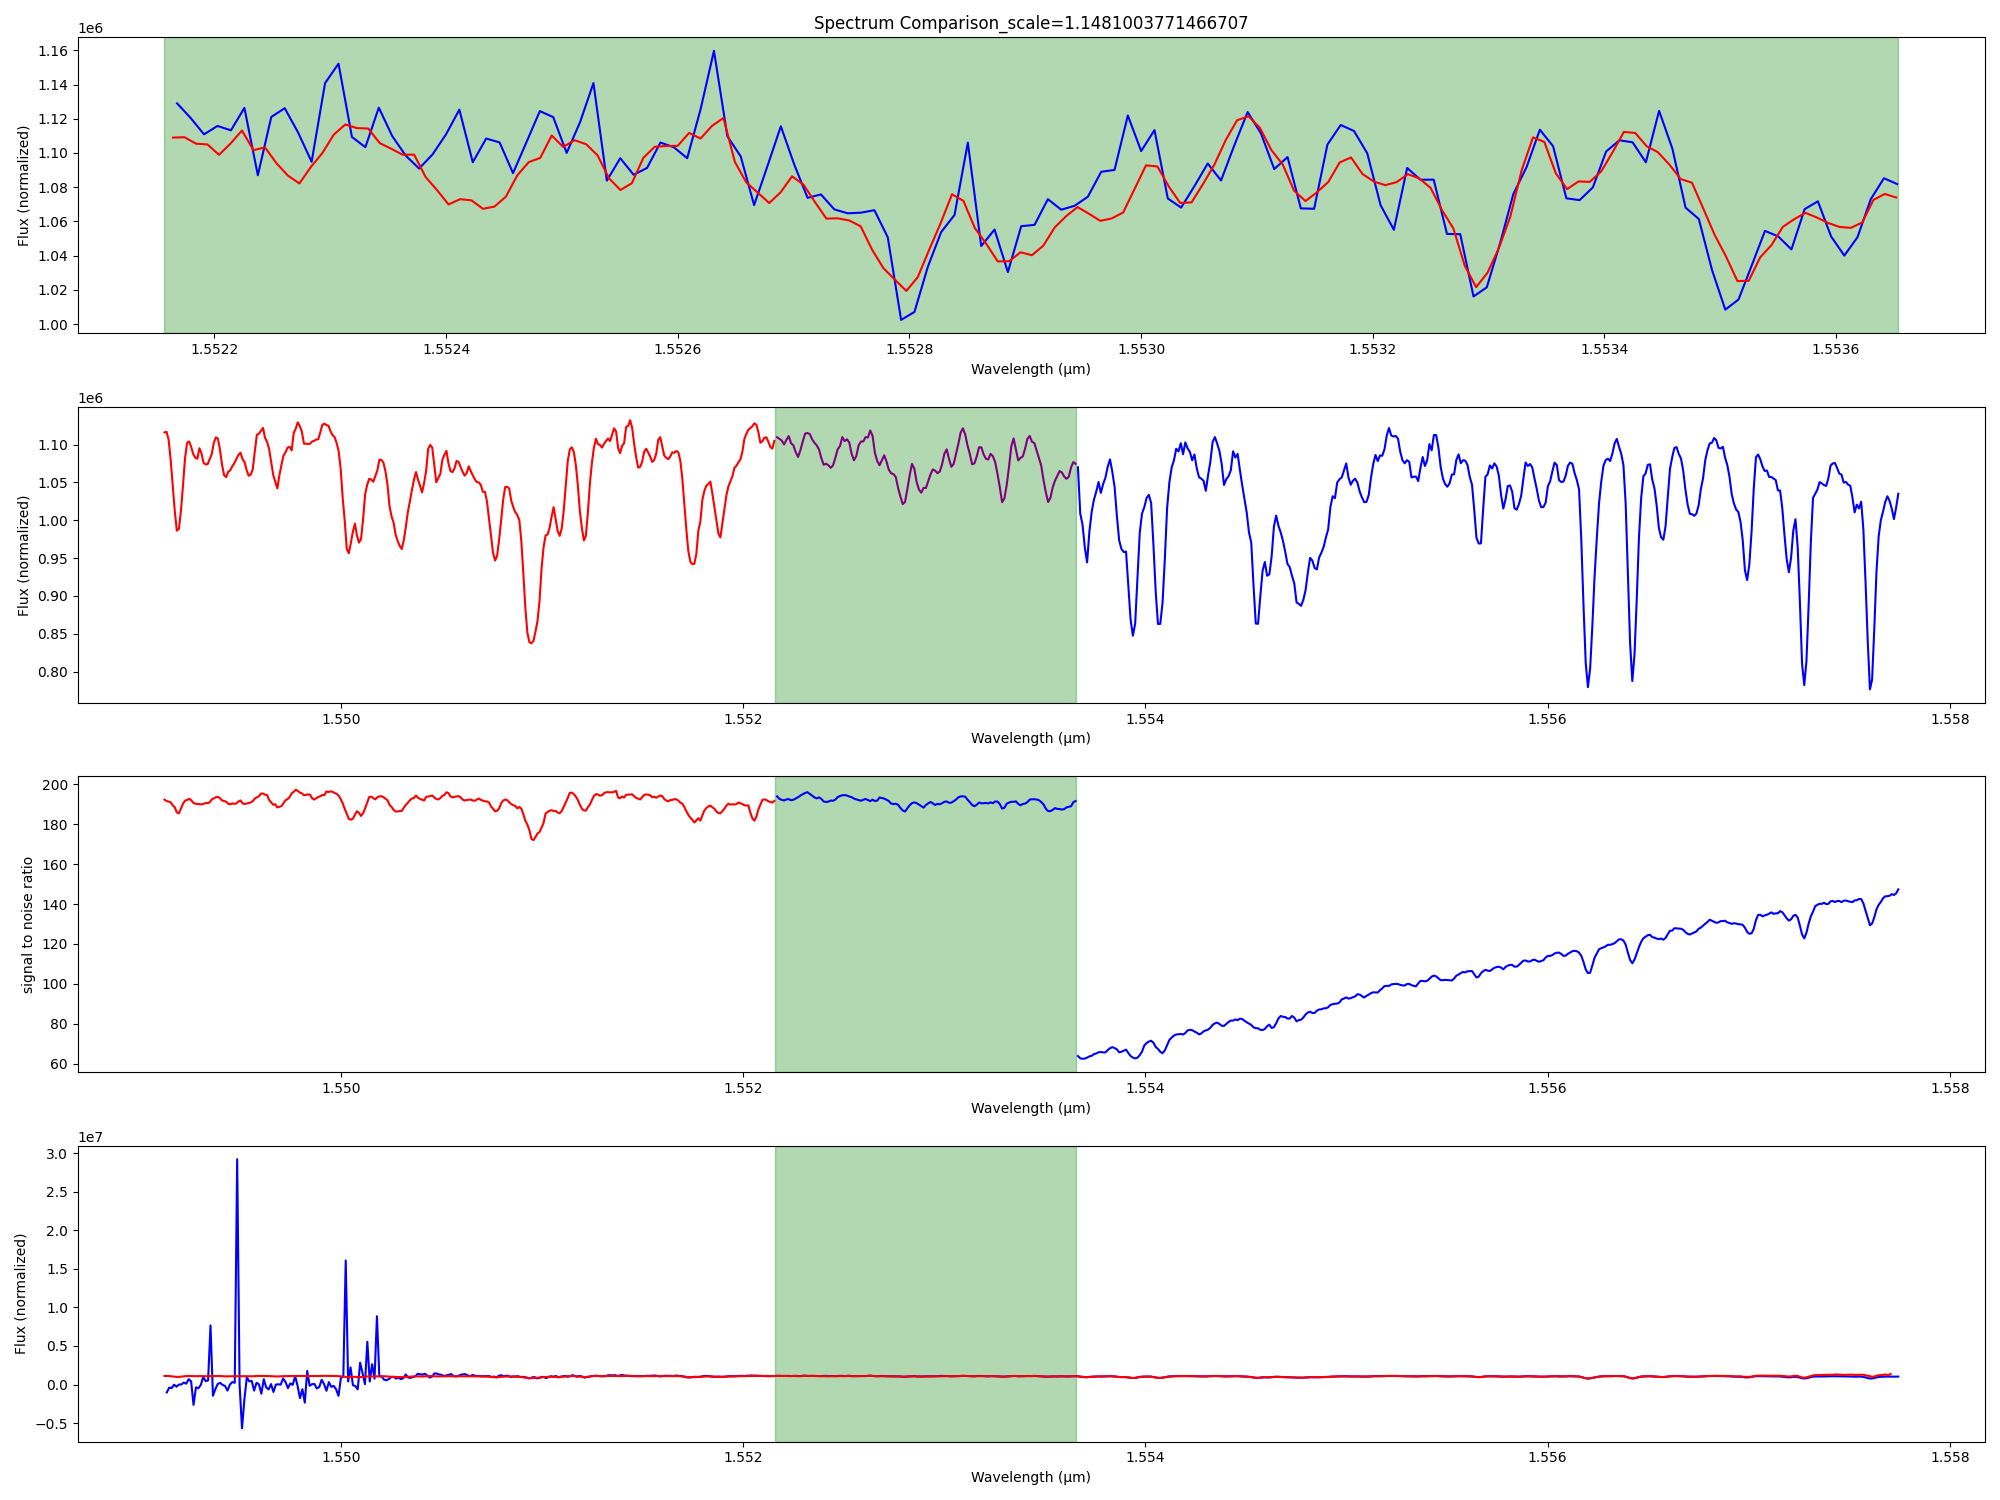 Spectrum Comparison_scale=1.1481003771466707
1e6
Flux (normalized)
1.16
1.14
1.12
1.10
1.08
1.06
1.04
1.02
1.00
1.5522 1.5524 1.5526 1.5528 1.5530 1.5532 1.5534 1.5536
Wavelength (μm)
1e6
Flux (normalized)
1.10
1.05
1.00
0.95
0.90
0.85
0.80
1.550 1.552 1.554 1.556 1.558
Wavelength (μm)
signal to noise ratio
200
180
160
140
120
100
80
60
1.550 1.552 1.554 1.556 1.558
Wavelength (μm)
1e7
Flux (normalized)
3.0
2.5
2.0
1.5
1.0
0.5
0.0
−0.5
1.550 1.552 1.554 1.556 1.558
Wavelength (μm)